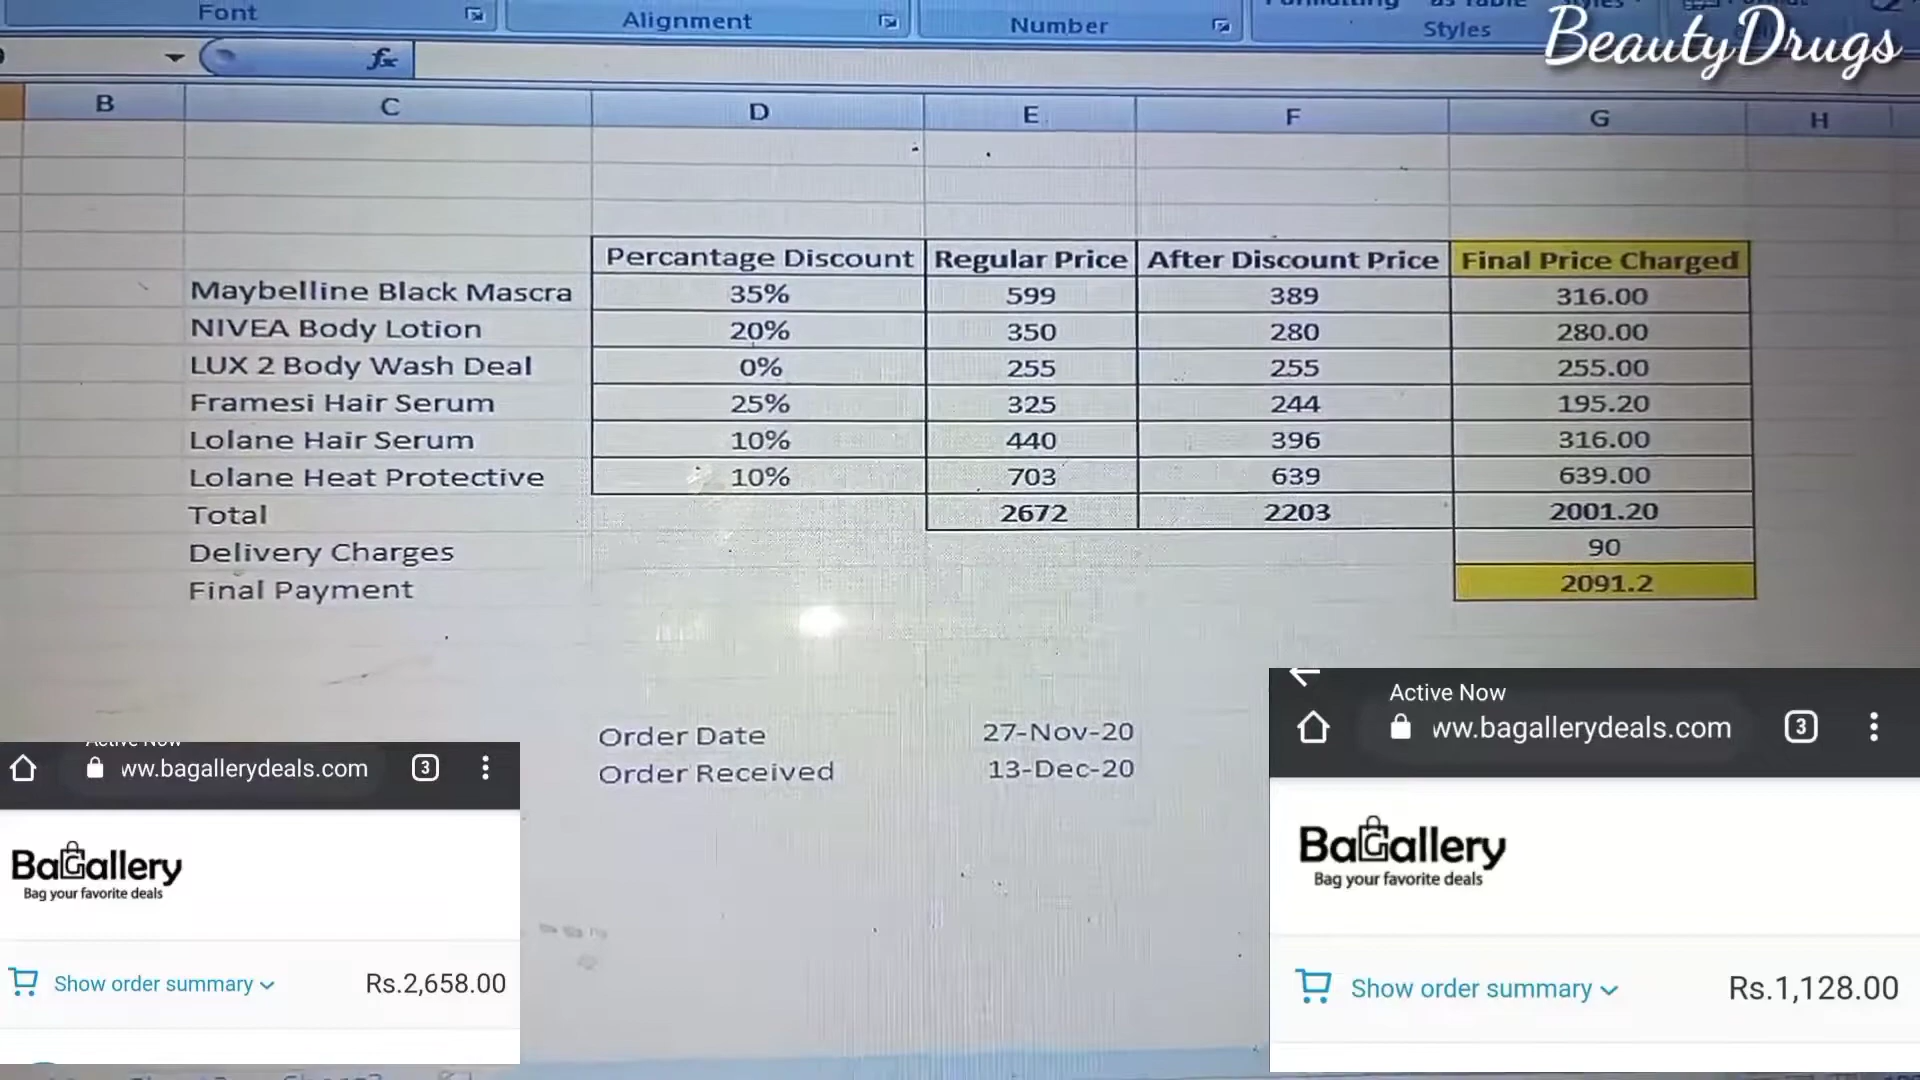 Font Alignment Number Styles
BeautyDrugs
fx
B C D E F G H
Percantage Discount Regular Price After Discount Price Final Price Charged
Maybelline Black Mascra 35% 599 389 316.00
NIVEA Body Lotion 20% 350 280 280.00
LUX 2 Body Wash Deal 0% 255 255 255.00
Framesi Hair Serum 25% 325 244 195.20
Lolane Hair Serum 10% 440 396 316.00
Lolane Heat Protective 10% 703 639 639.00
Total 2672 2203 2001.20
Delivery Charges 90
Final Payment 2091.2
Order Date 27-Nov-20
Order Received 13-Dec-20
Active Now
ww.bagallerydeals.com 3
BaGallery
Bag your favorite deals
Show order summary Rs.2,658.00
Active Now
ww.bagallerydeals.com 3
BaGallery
Bag your favorite deals
Show order summary Rs.1,128.00